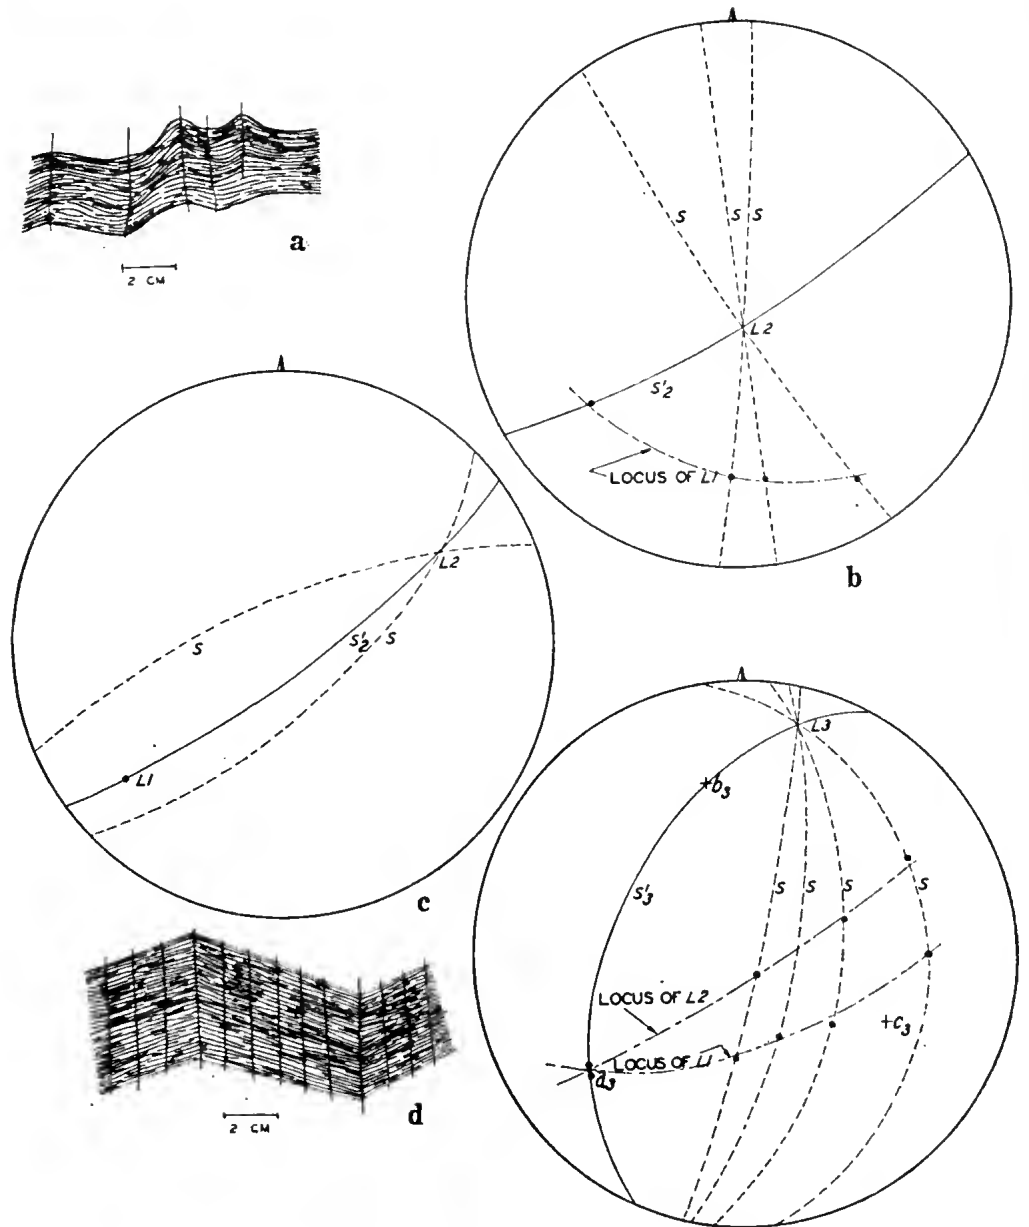 a
2 CM
S
S
S
L2
S'2
LOCUS OF L1
b
S
L2
S'2
S
L1
c
L3
+b3
S'3
S
S
S
S
LOCUS OF L2
+c3
LOCUS OF L1
a3
d
2 CM